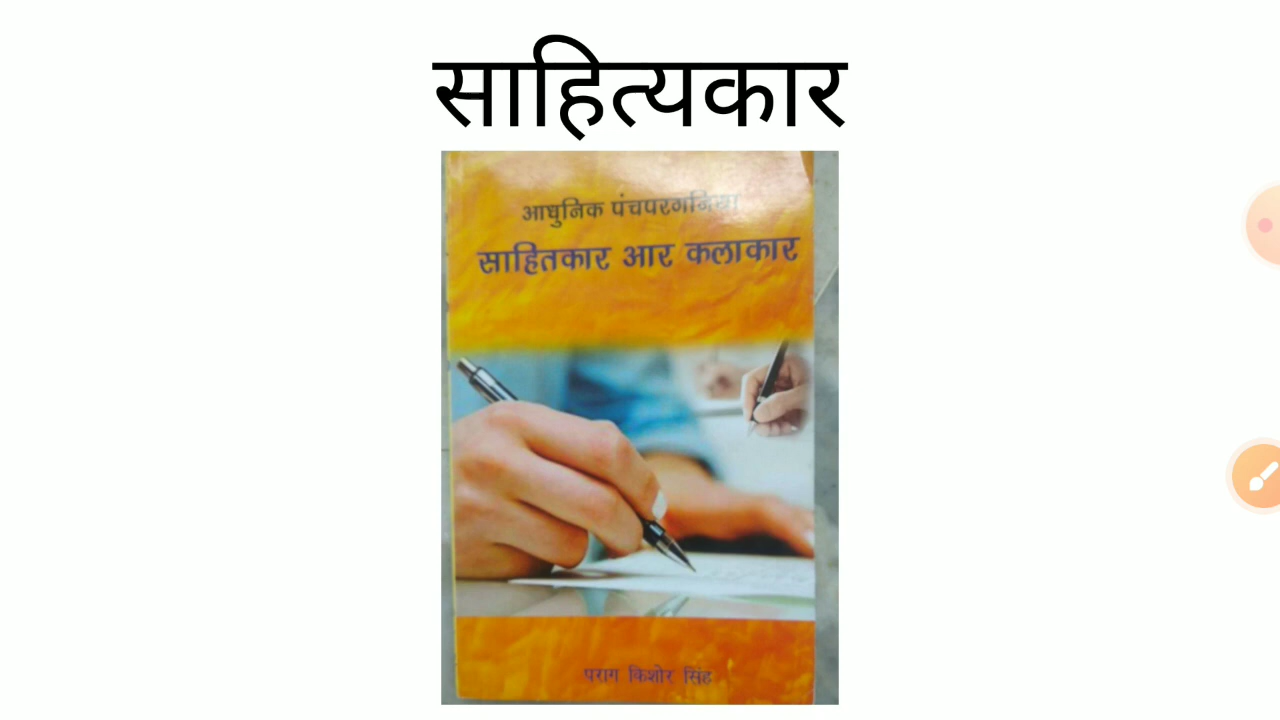 साहित्यकार
आधुनिक पंचपरगनिया
साहितकार आर कलाकार
पराग किशोर सिंह